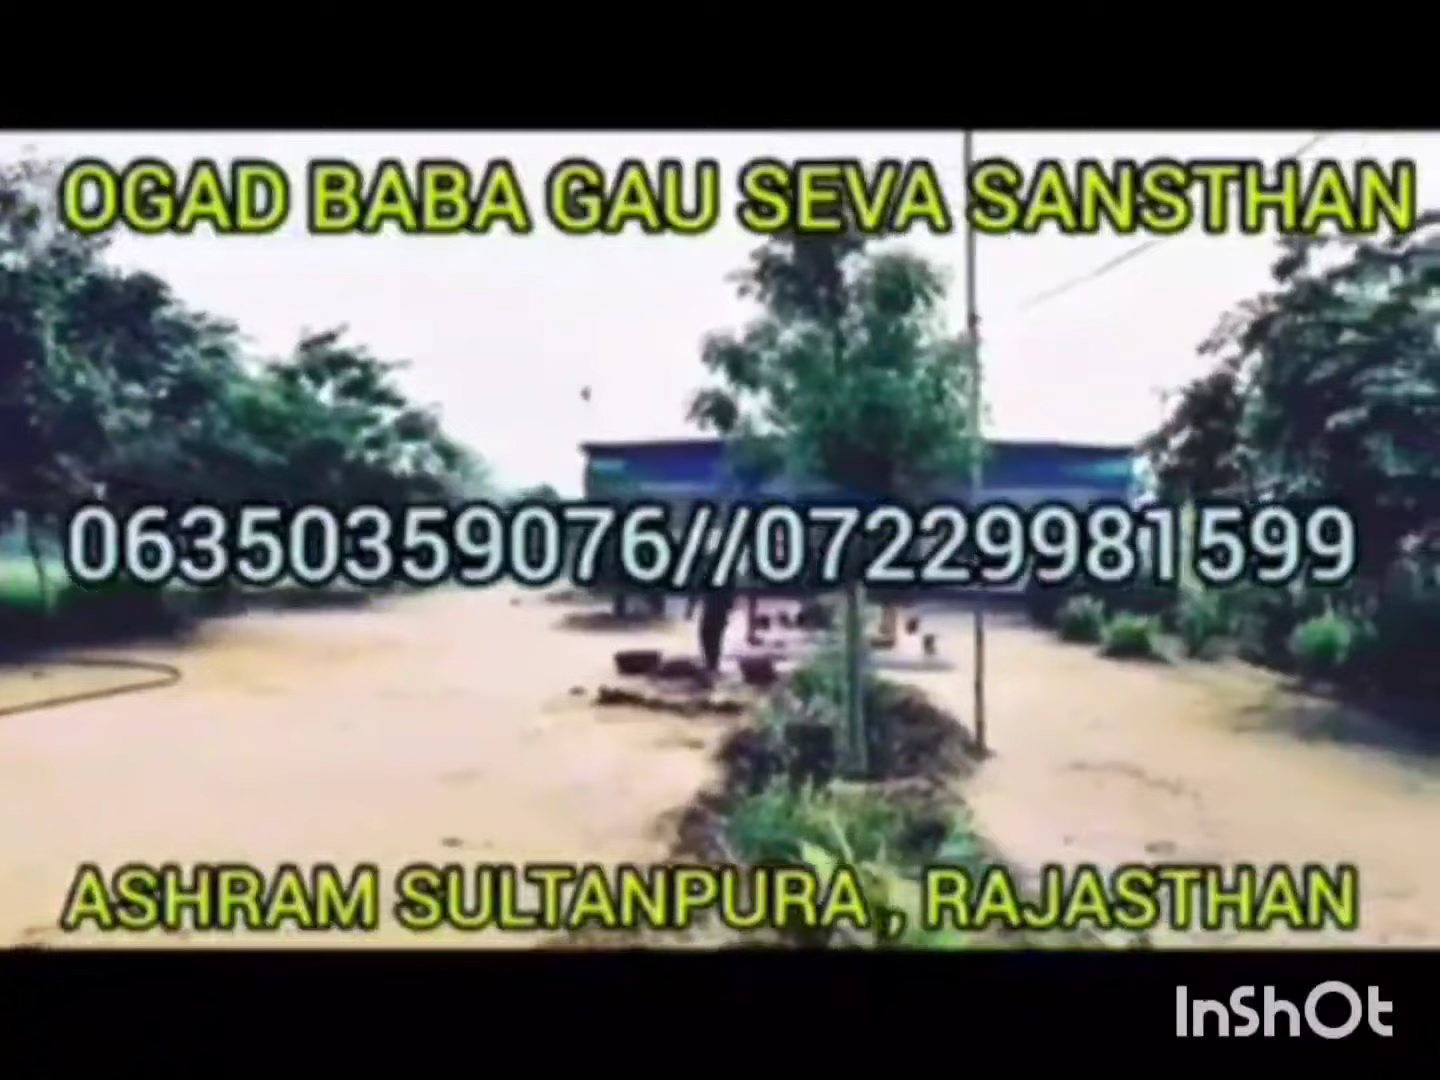 OGAD BABA GAU SEVA SANSTHAN
06350359076//07229981599
ASHRAM SULTANPURA , RAJASTHAN
InShOt